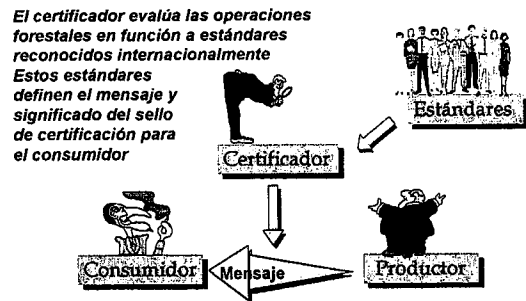 El certificador evalúa las operaciones
forestales en función a estándares
reconocidos internacionalmente
Estos estándares
definen el mensaje y
significado del sello
de certificación para
el consumidor
Estándares
Certificador
Consumidor
Mensaje
Productor